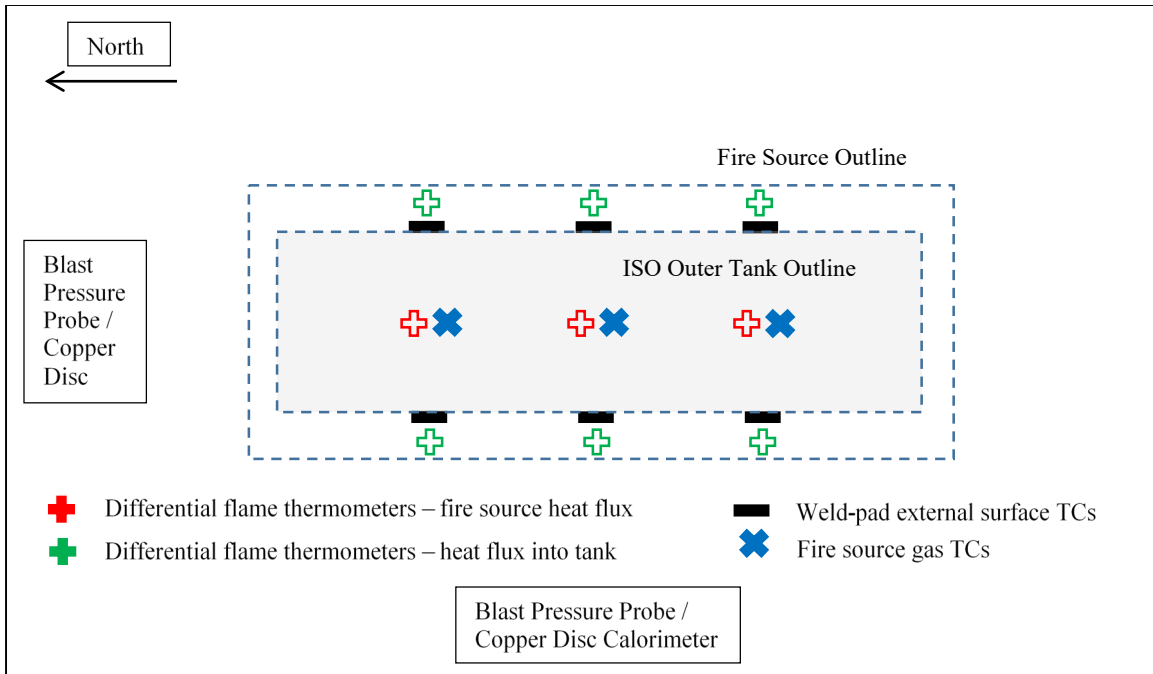 North
Fire Source Outline
ISO Outer Tank Outline
Blast
Pressure
Probe /
Copper
Disc
Differential flame thermometers – fire source heat flux
Differential flame thermometers – heat flux into tank
Weld-pad external surface TCs
Fire source gas TCs
Blast Pressure Probe /
Copper Disc Calorimeter